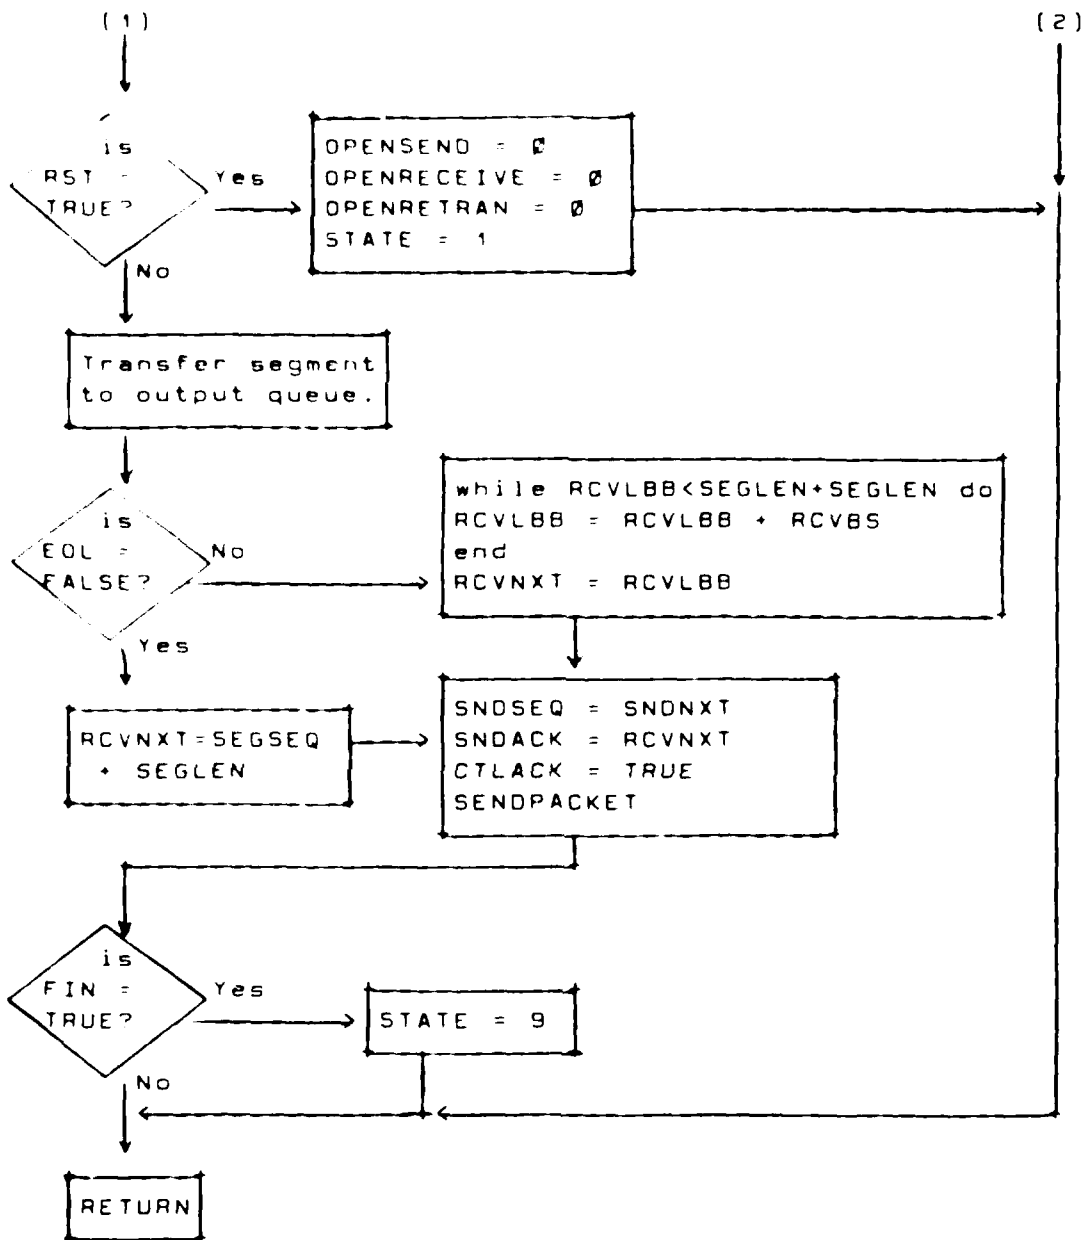 (1)
(2)
is
RST =
TRUE?
Yes
OPENSEND = 0
OPENRECEIVE = 0
OPENRETRAN = 0
STATE = 1
No
Transfer segment
to output queue.
is
EOL =
FALSE?
No
while RCVLBB<SEGLEN+SEGLEN do
RCVLBB = RCVLBB + RCVBS
end
RCVNXT = RCVLBB
Yes
RCVNXT=SEGSEQ
+ SEGLEN
SNDSEQ = SNDNXT
SNDACK = RCVNXT
CTLACK = TRUE
SENDPACKET
is
FIN =
TRUE?
Yes
STATE = 9
No
RETURN